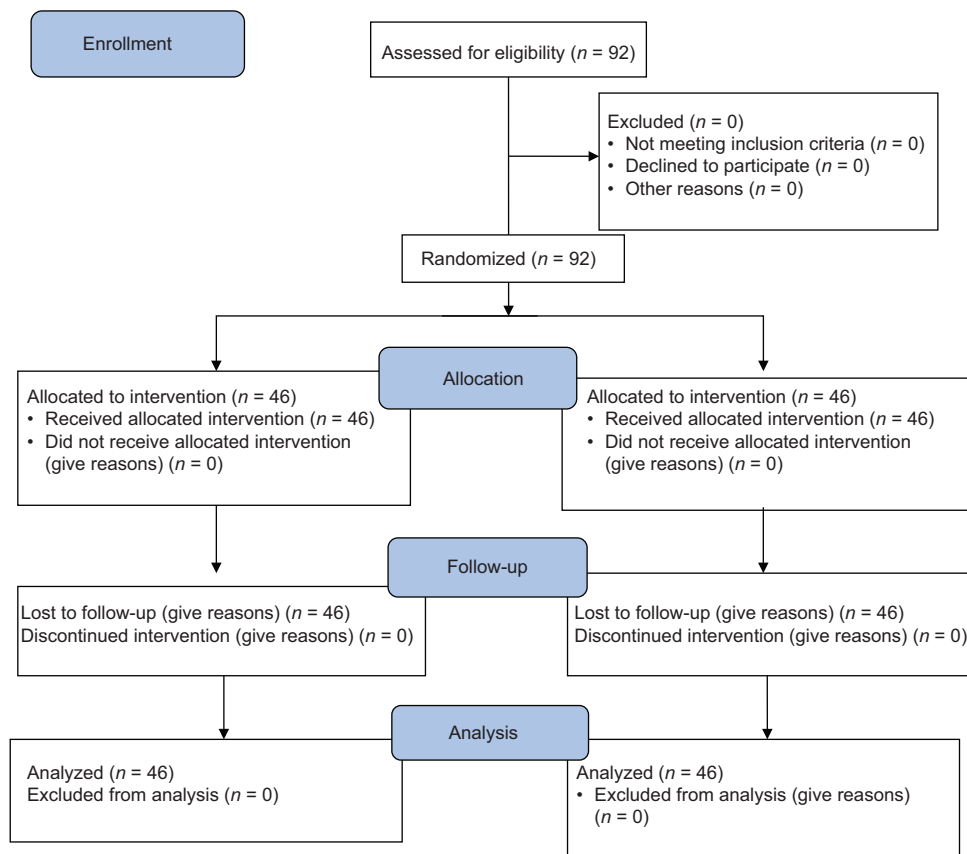 Enrollment
Assessed for eligibility (n = 92)
Excluded (n = 0)
• Not meeting inclusion criteria (n = 0)
• Declined to participate (n = 0)
• Other reasons (n = 0)
Randomized (n = 92)
Allocation
Allocated to intervention (n = 46)
• Received allocated intervention (n = 46)
• Did not receive allocated intervention
(give reasons) (n = 0)
Allocated to intervention (n = 46)
• Received allocated intervention (n = 46)
• Did not receive allocated intervention
(give reasons) (n = 0)
Follow-up
Lost to follow-up (give reasons) (n = 46)
Discontinued intervention (give reasons) (n = 0)
Lost to follow-up (give reasons) (n = 46)
Discontinued intervention (give reasons) (n = 0)
Analysis
Analyzed (n = 46)
Excluded from analysis (n = 0)
Analyzed (n = 46)
• Excluded from analysis (give reasons)
(n = 0)